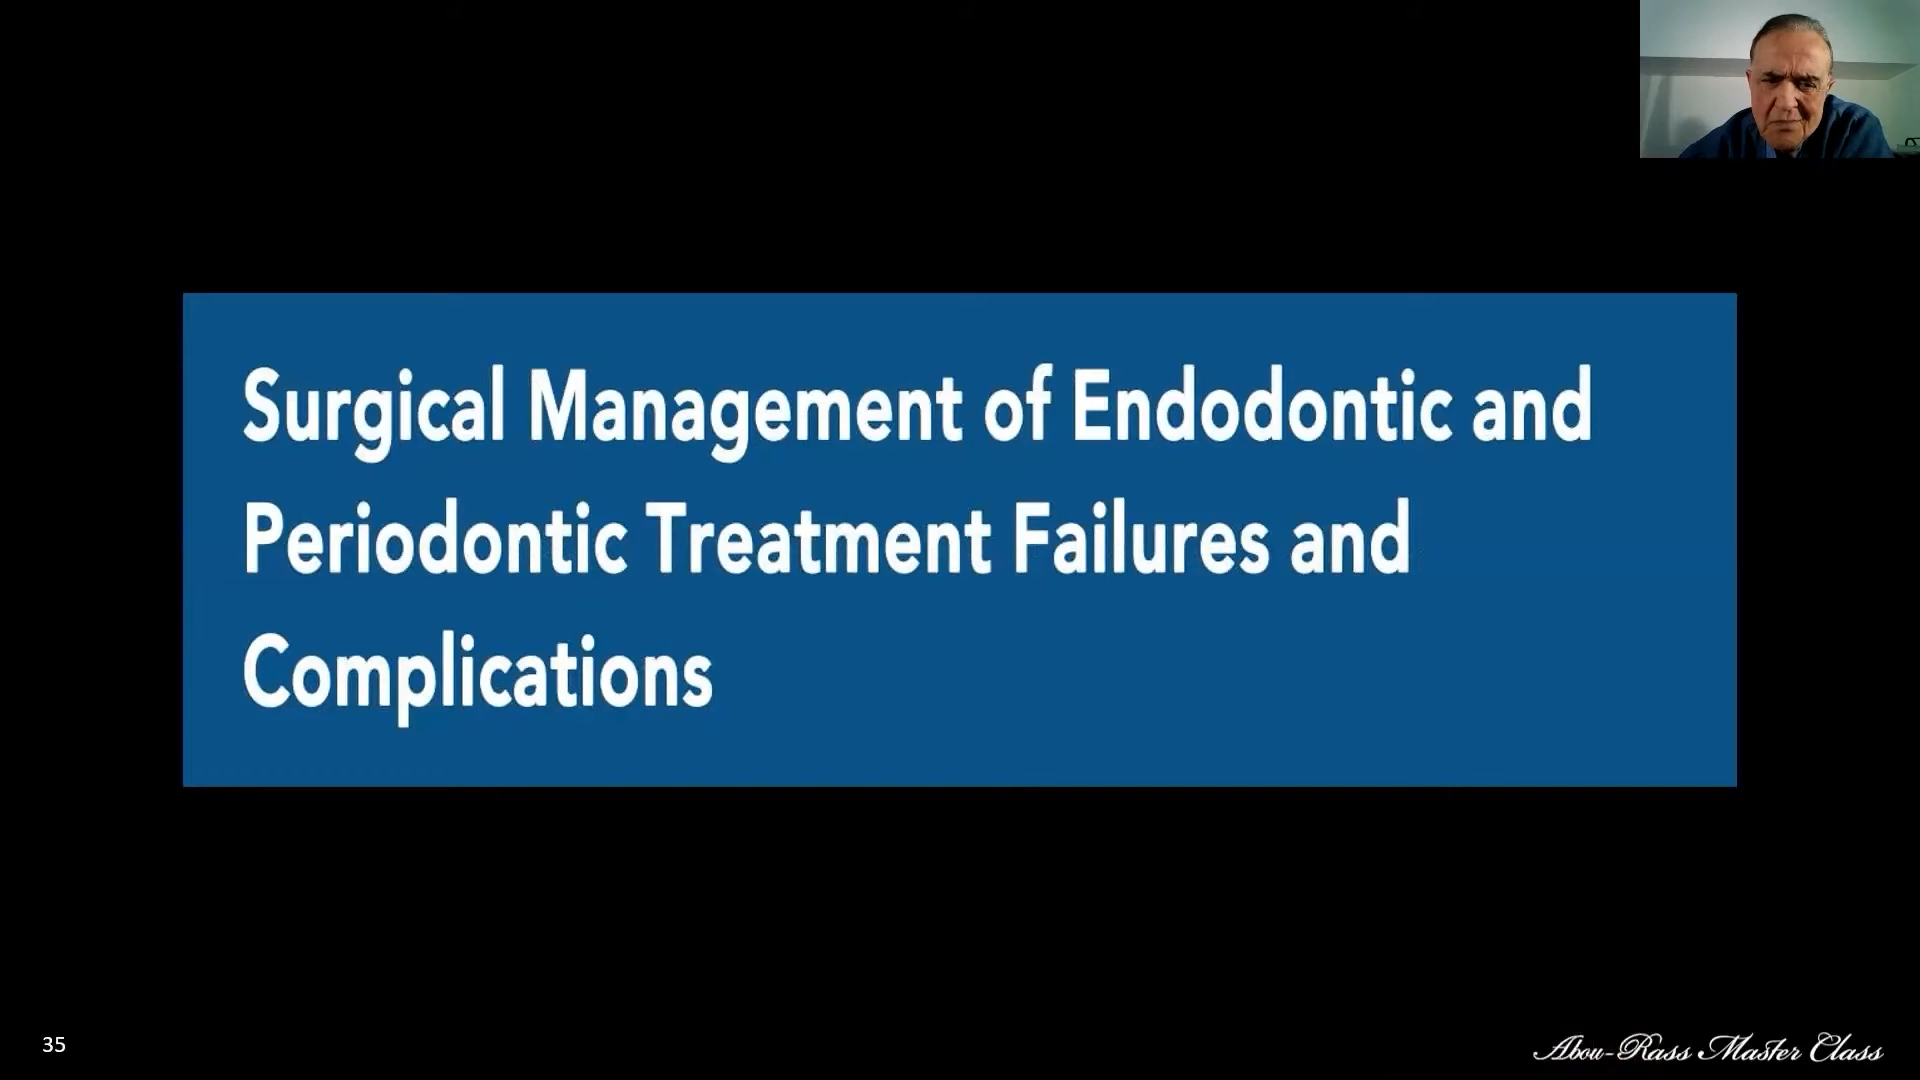 Surgical Management of Endodontic and
Periodontic Treatment Failures and
Complications
35
Abou-Rass Master Class